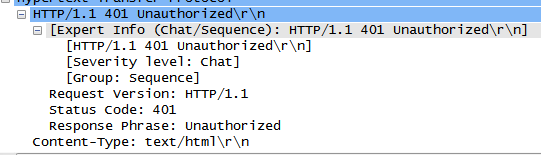 Hypertext Transfer Protocol
HTTP/1.1 401 Unauthorized\r\n
[Expert Info (Chat/Sequence): HTTP/1.1 401 Unauthorized\r\n]
[HTTP/1.1 401 Unauthorized\r\n]
[Severity level: Chat]
[Group: Sequence]
Request Version: HTTP/1.1
Status Code: 401
Response Phrase: Unauthorized
Content-Type: text/html\r\n